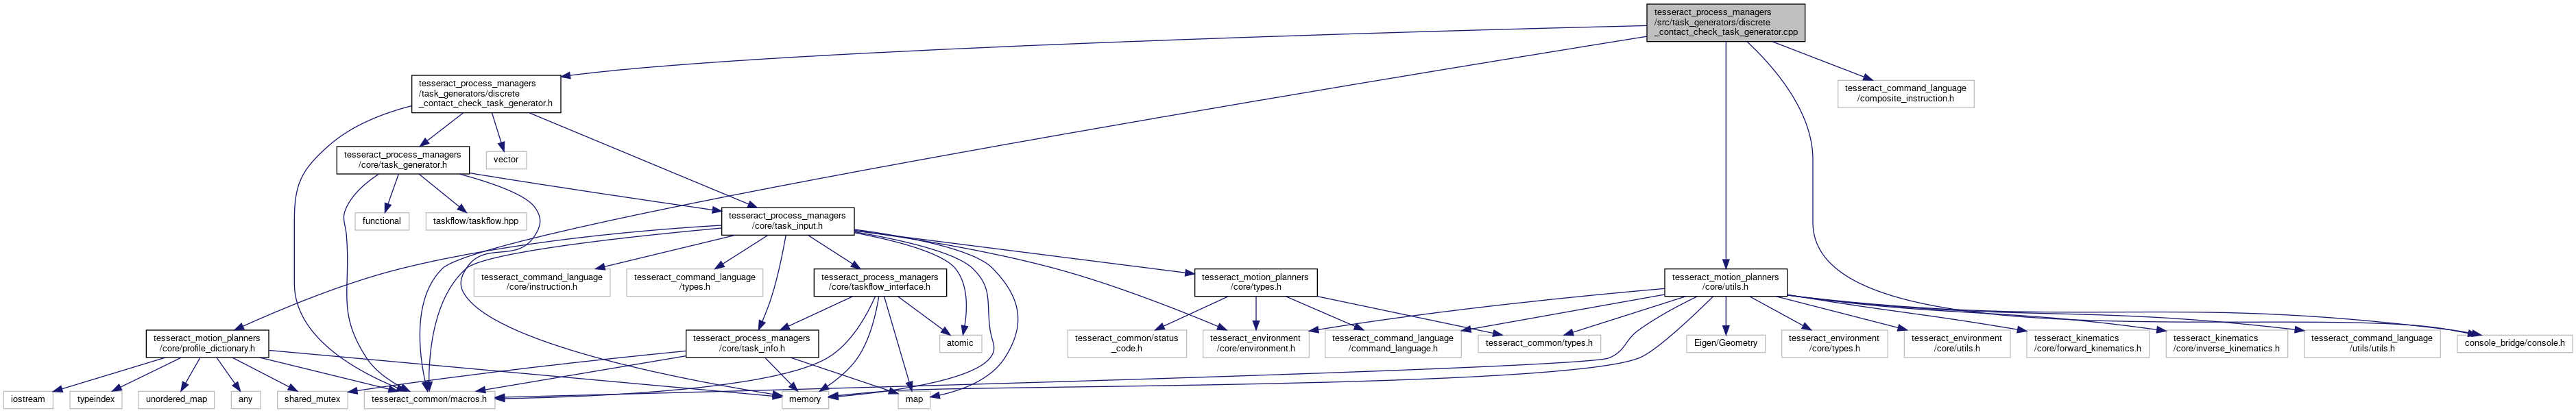 tesseract_process_managers
/src/task_generators/discrete
_contact_check_task_generator.cpp
tesseract_process_managers
/task_generators/discrete
_contact_check_task_generator.h
tesseract_command_language
/composite_instruction.h
tesseract_process_managers
/core/task_generator.h
vector
functional
taskflow/taskflow.hpp
tesseract_process_managers
/core/task_input.h
tesseract_command_language
/core/instruction.h
tesseract_command_language
/types.h
tesseract_process_managers
/core/taskflow_interface.h
tesseract_motion_planners
/core/types.h
tesseract_motion_planners
/core/utils.h
tesseract_motion_planners
/core/profile_dictionary.h
tesseract_process_managers
/core/task_info.h
atomic
tesseract_common/status
_code.h
tesseract_environment
/core/environment.h
tesseract_command_language
/command_language.h
tesseract_common/types.h
Eigen/Geometry
tesseract_environment
/core/types.h
tesseract_environment
/core/utils.h
tesseract_kinematics
/core/forward_kinematics.h
tesseract_kinematics
/core/inverse_kinematics.h
tesseract_command_language
/utils/utils.h
console_bridge/console.h
iostream
typeindex
unordered_map
any
shared_mutex
tesseract_common/macros.h
memory
map